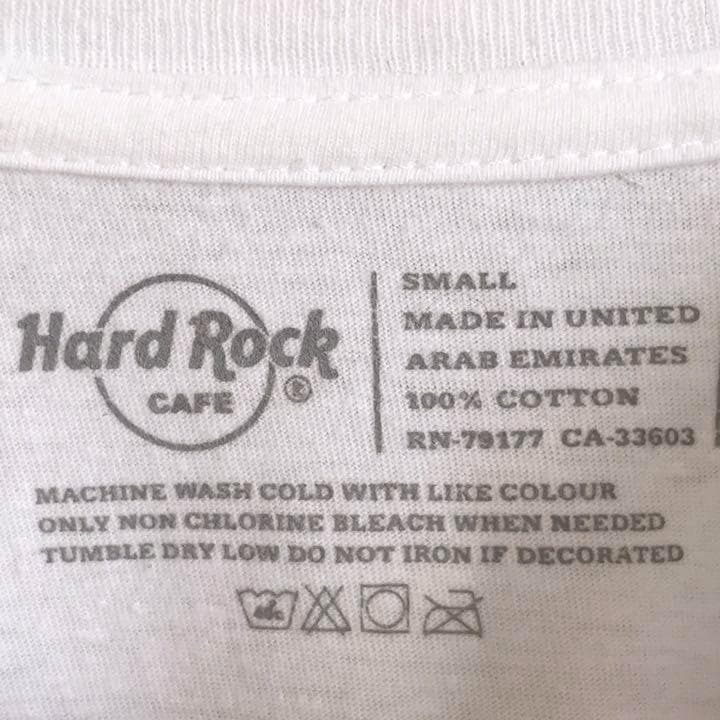 Hard Rock
CAFE
®
SMALL
MADE IN UNITED
ARAB EMIRATES
100% COTTON
RN-79177 CA-33603
MACHINE WASH COLD WITH LIKE COLOUR
ONLY NON CHLORINE BLEACH WHEN NEEDED
TUMBLE DRY LOW DO NOT IRON IF DECORATED